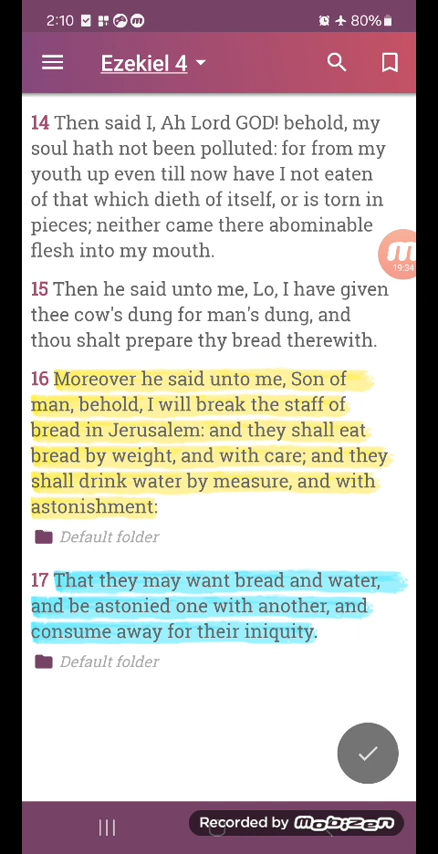 2:10 80%
Ezekiel 4
14 Then said I, Ah Lord GOD! behold, my
soul hath not been polluted: for from my
youth up even till now have I not eaten
of that which dieth of itself, or is torn in
pieces; neither came there abominable
flesh into my mouth.
m
19:34
15 Then he said unto me, Lo, I have given
thee cow's dung for man's dung, and
thou shalt prepare thy bread therewith.
16 Moreover he said unto me, Son of
man, behold, I will break the staff of
bread in Jerusalem: and they shall eat
bread by weight, and with care; and they
shall drink water by measure, and with
astonishment:
Default folder
17 That they may want bread and water,
and be astonied one with another, and
consume away for their iniquity.
Default folder
Recorded by mobizen